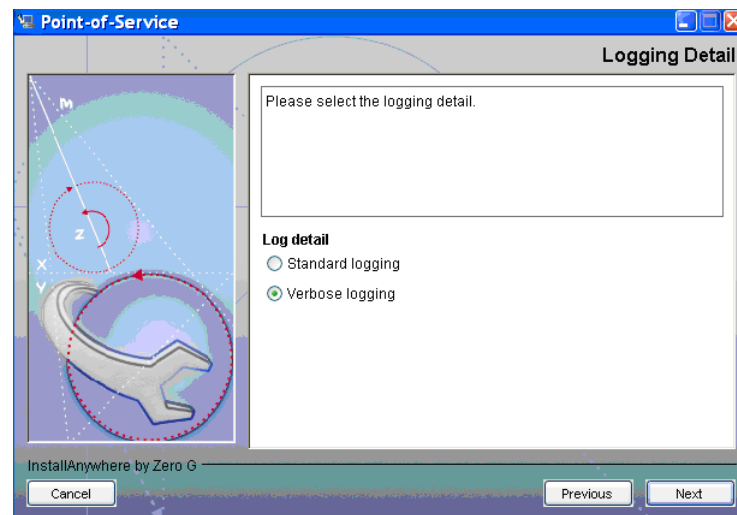 Point-of-Service
Logging Detail
M
Z
X
Y
Please select the logging detail.
Log detail
Standard logging
Verbose logging
InstallAnywhere by Zero G
Cancel
Previous
Next